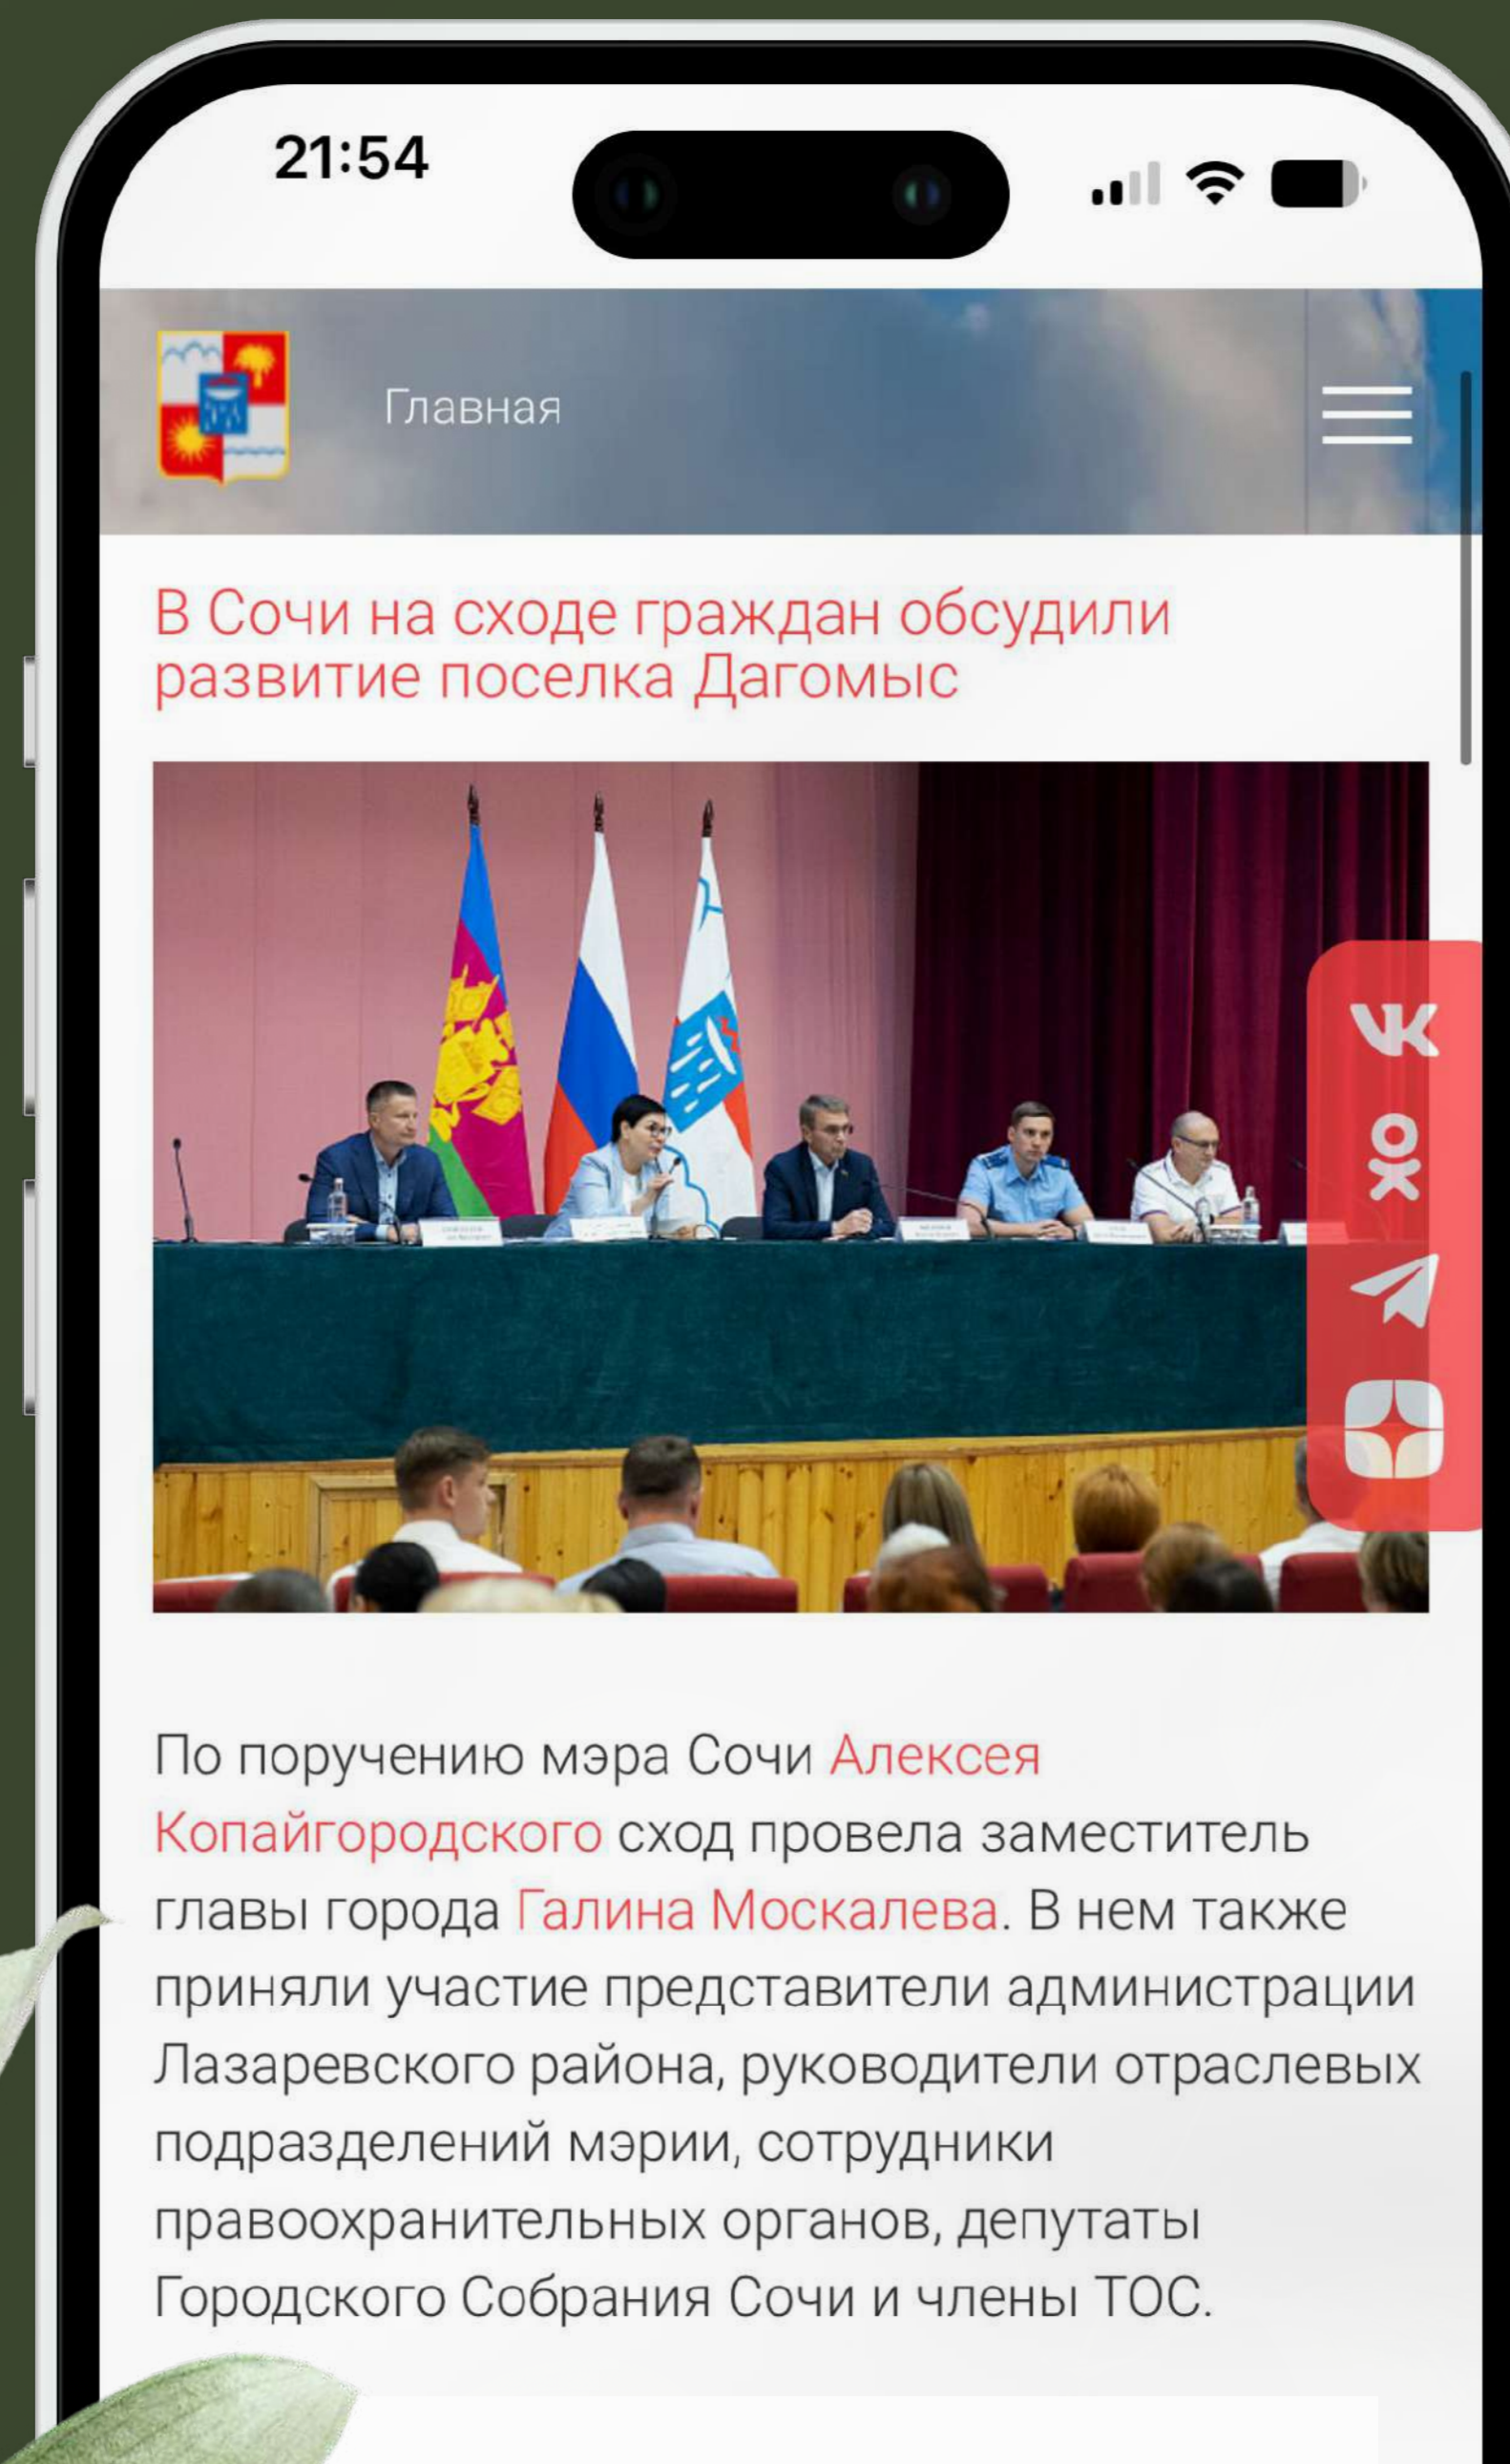 21:54
Главная
В Сочи на сходе граждан обсудили
развитие поселка Дагомыс
По поручению мэра Сочи Алексея
Копайгородского сход провела заместитель
главы города Галина Москалева. В нем также
приняли участие представители администрации
Лазаревского района, руководители отраслевых
подразделений мэрии, сотрудники
правоохранительных органов, депутаты
Городского Собрания Сочи и члены ТОС.